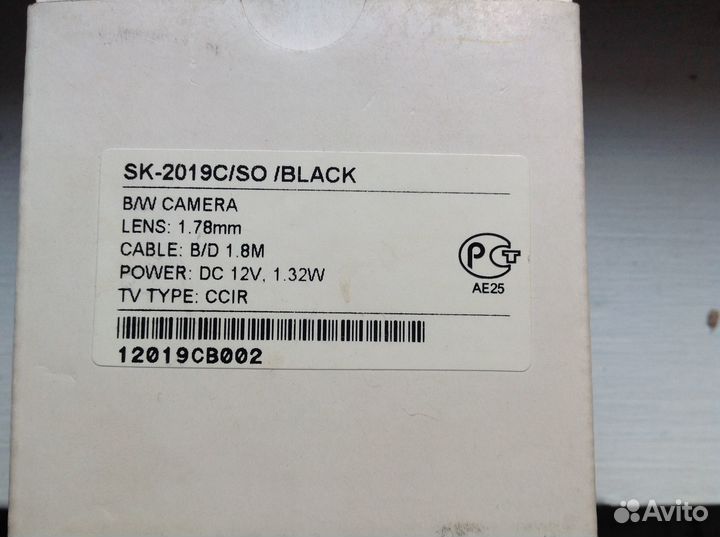 SK-2019C/SO /BLACK
B/W CAMERA
LENS: 1.78mm
CABLE: B/D 1.8M
POWER: DC 12V, 1.32W
TV TYPE: CCIR
РСТ
AE25
12019CB002
Avito